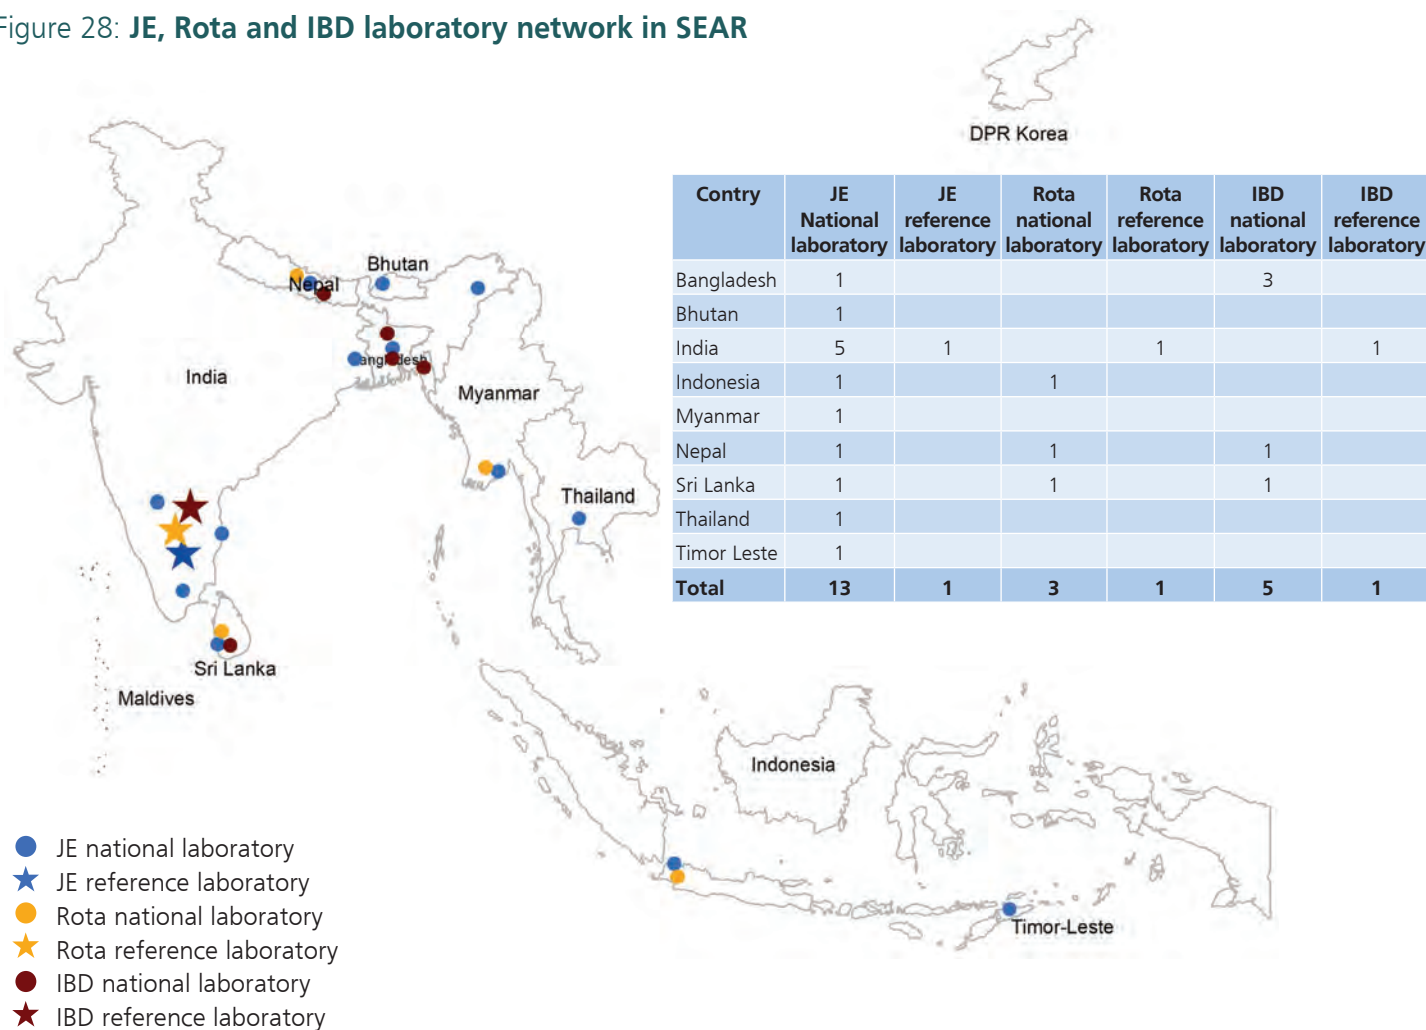 Figure 28: JE, Rota and IBD laboratory network in SEAR
DPR Korea
Contry JE National laboratory JE reference laboratory Rota national laboratory Rota reference laboratory IBD national laboratory IBD reference laboratory
Bangladesh 1 3
Bhutan 1
India 5 1 1 1
Indonesia 1 1
Myanmar 1
Nepal 1 1 1
Sri Lanka 1 1 1
Thailand 1
Timor Leste 1
Total 13 1 3 1 5 1
Bhutan
Nepal
Bangladesh
India
Myanmar
Thailand
Sri Lanka
Maldives
Indonesia
Timor-Leste
JE national laboratory
JE reference laboratory
Rota national laboratory
Rota reference laboratory
IBD national laboratory
IBD reference laboratory